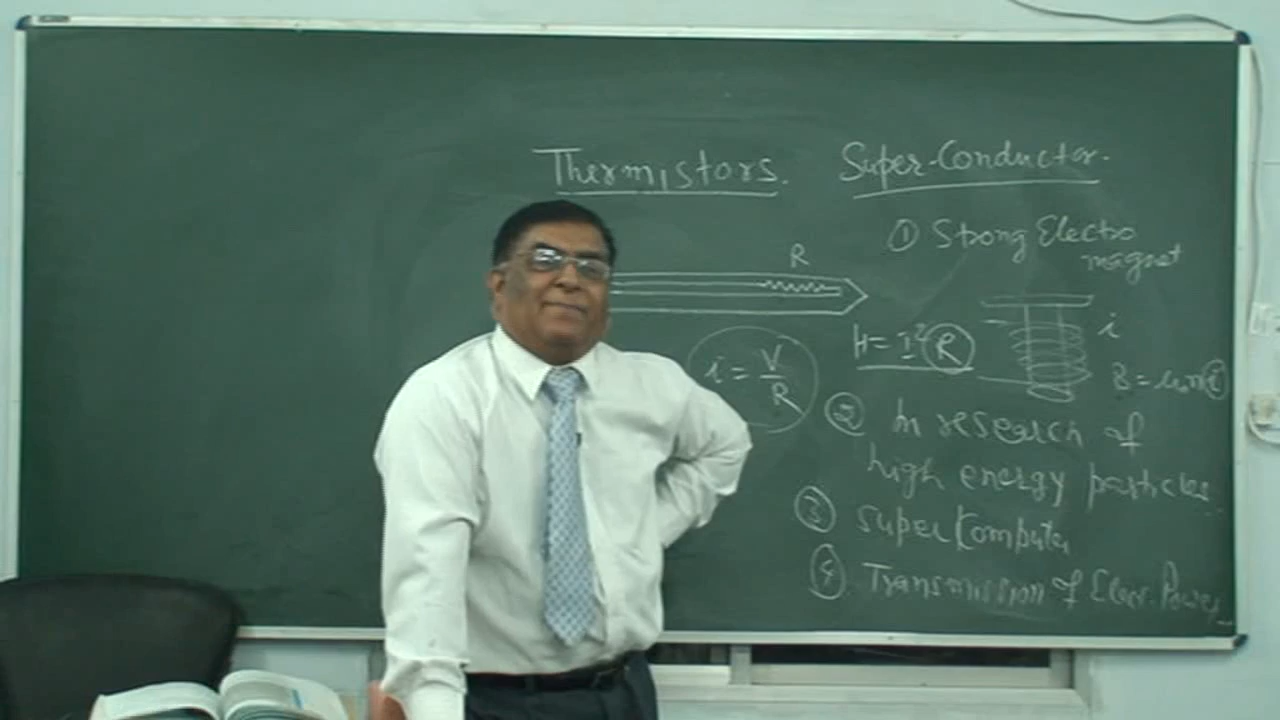 Thermistors.
Super-Conductor.
① Strong Electro
magnet
R
i
H = I²R
i = V/R
B = μ₀ni
② In research of
high energy particles
③ Super Computer
④ Transmission of Elec. Power